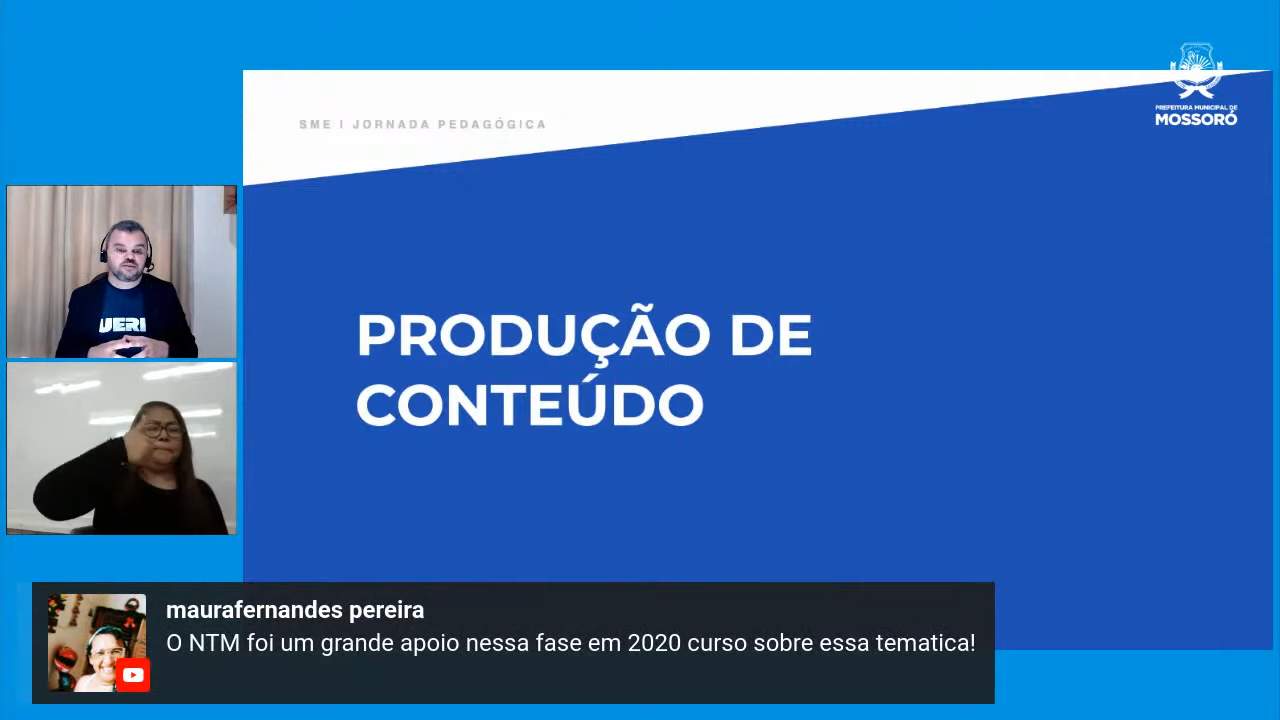 SME | JORNADA PEDAGÓGICA
PREFEITURA MUNICIPAL DE
MOSSORÓ
UERN
PRODUÇÃO DE
CONTEÚDO
maurafernandes pereira
O NTM foi um grande apoio nessa fase em 2020 curso sobre essa tematica!